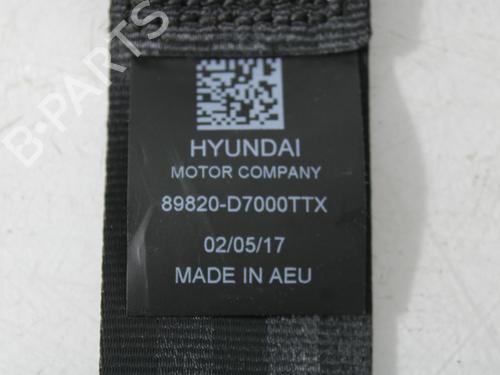 B-PARTS
HYUNDAI
MOTOR COMPANY
89820-D7000TTX
02/05/17
MADE IN AEU